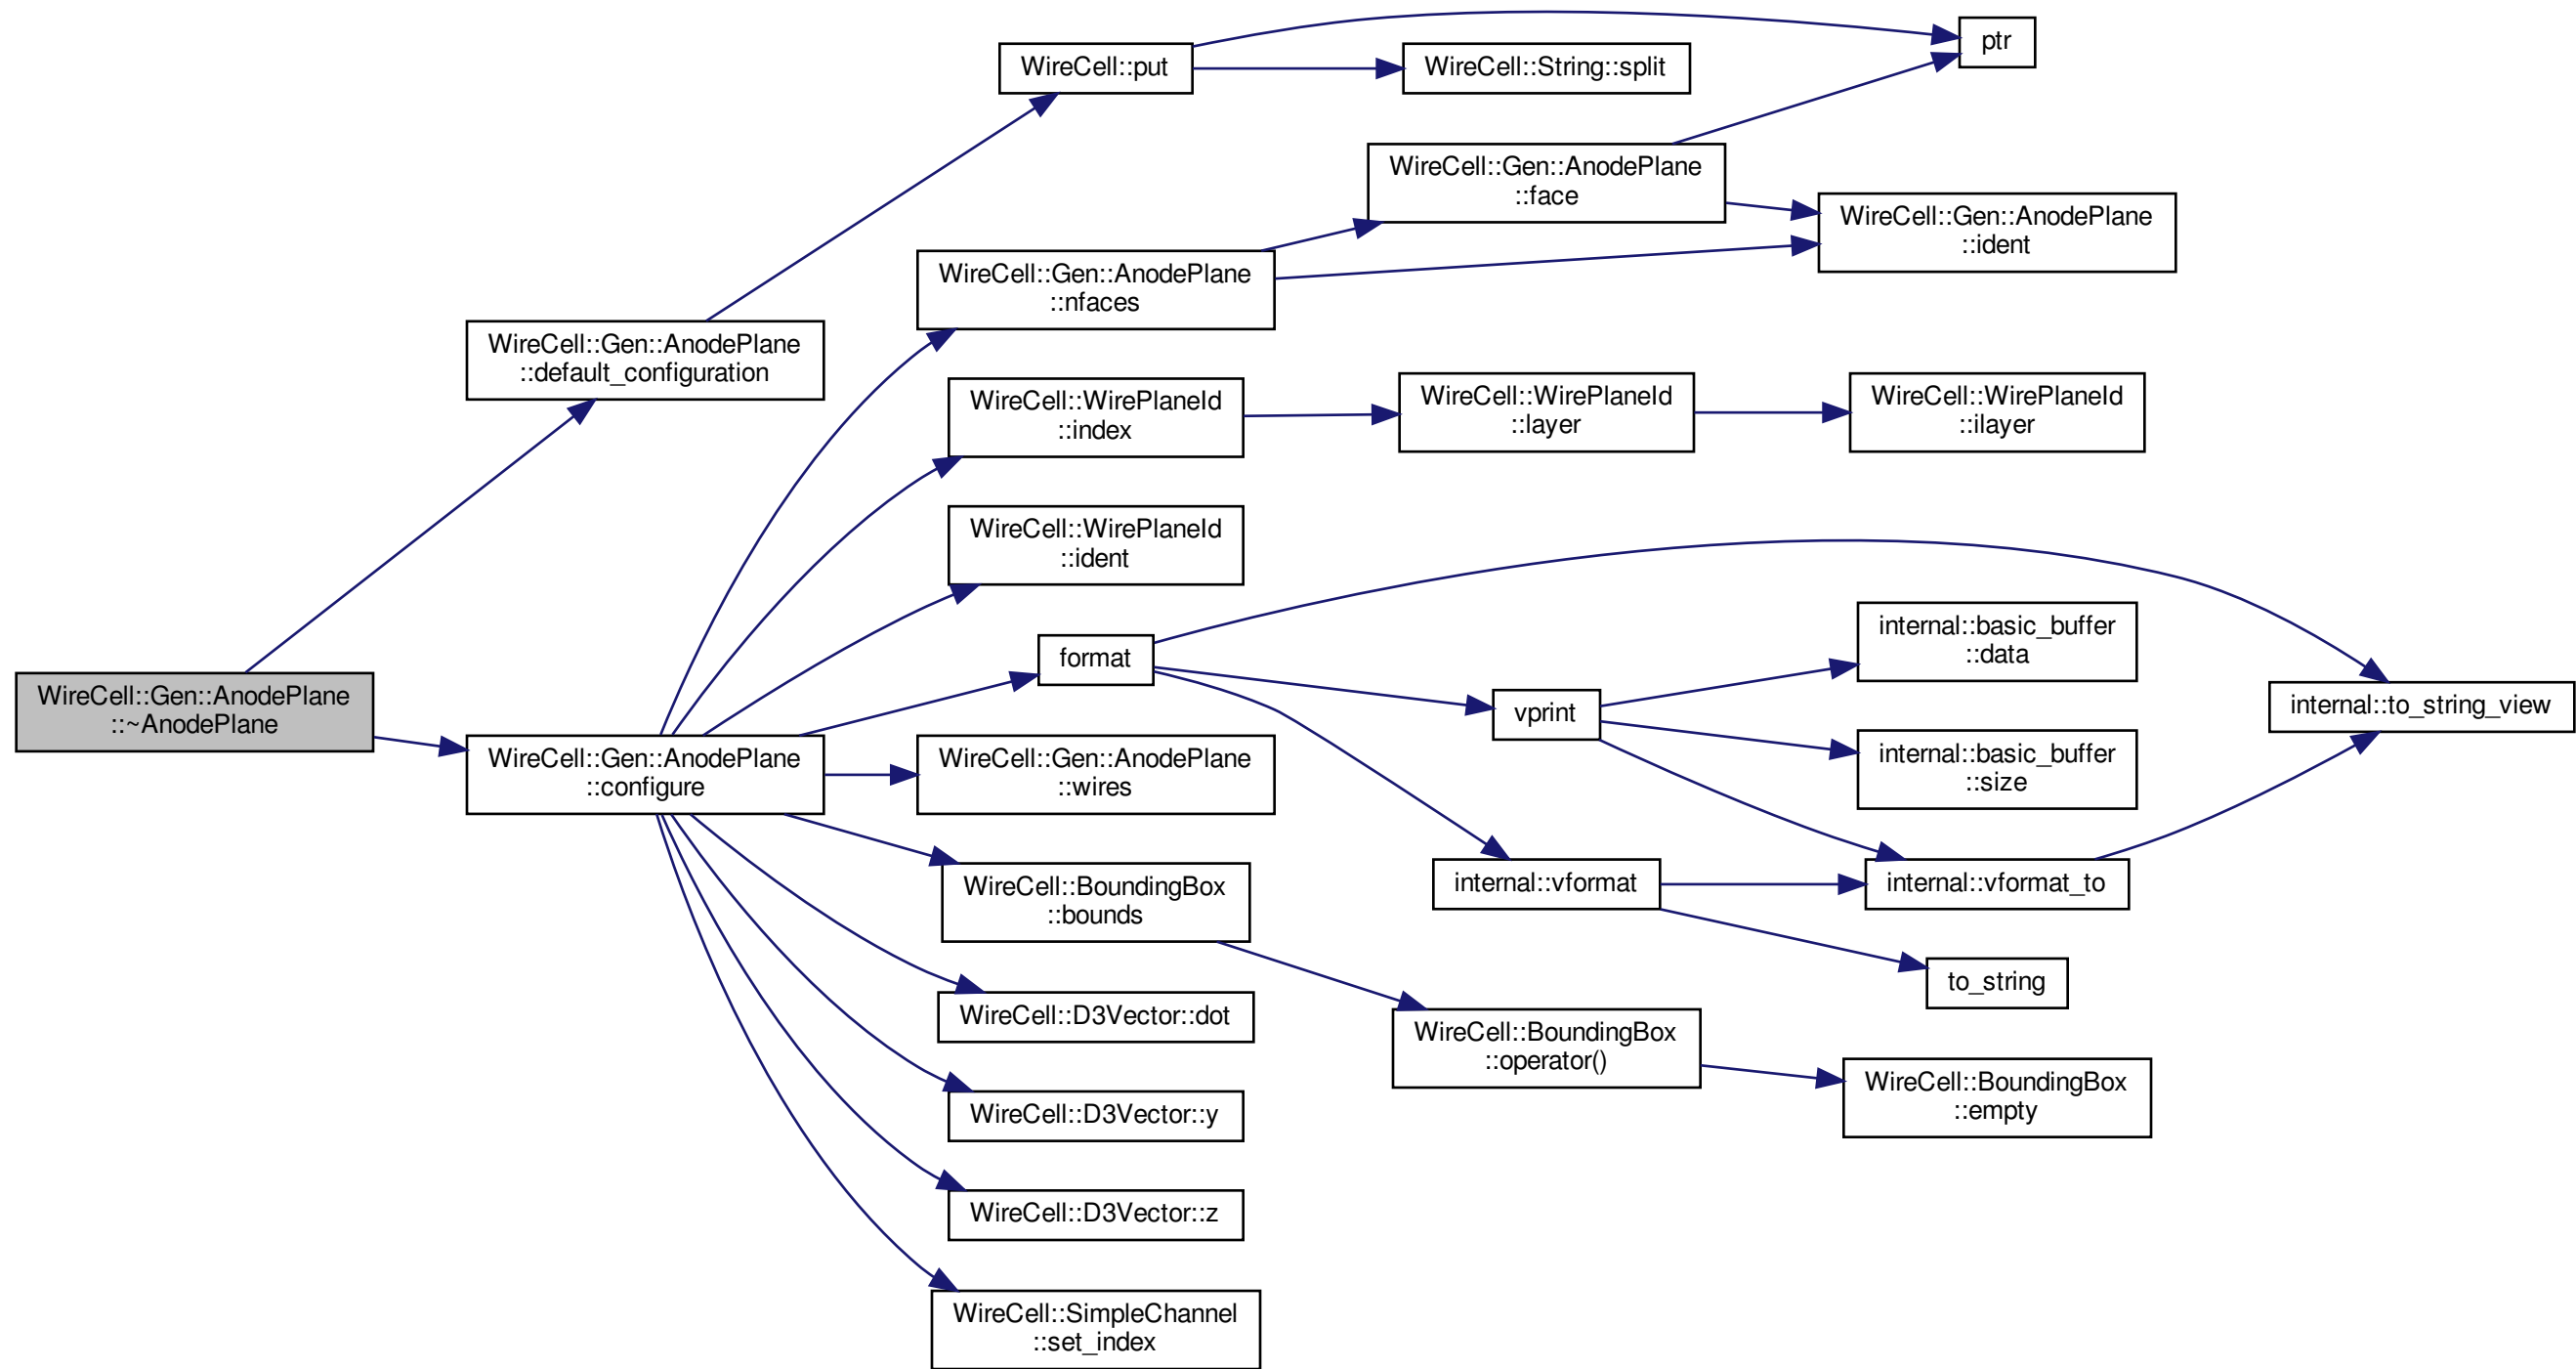 WireCell::Gen::AnodePlane
::~AnodePlane
WireCell::Gen::AnodePlane
::default_configuration
WireCell::put
ptr
WireCell::String::split
WireCell::Gen::AnodePlane
::configure
WireCell::Gen::AnodePlane
::nfaces
WireCell::Gen::AnodePlane
::face
WireCell::Gen::AnodePlane
::ident
WireCell::WirePlaneId
::index
WireCell::WirePlaneId
::layer
WireCell::WirePlaneId
::ilayer
WireCell::WirePlaneId
::ident
format
vprint
internal::basic_buffer
::data
internal::basic_buffer
::size
internal::to_string_view
internal::vformat
internal::vformat_to
to_string
WireCell::Gen::AnodePlane
::wires
WireCell::BoundingBox
::bounds
WireCell::BoundingBox
::operator()
WireCell::BoundingBox
::empty
WireCell::D3Vector::dot
WireCell::D3Vector::y
WireCell::D3Vector::z
WireCell::SimpleChannel
::set_index